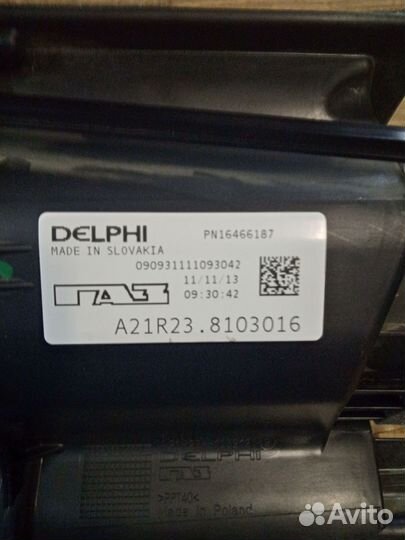 DELPHI
PN16466187
MADE IN SLOVAKIA
090931111093042
11/11/13
09:30:42
ГАЗ
A21R23.8103016
DELPHI
>PPT40<
Made in Poland
Avito